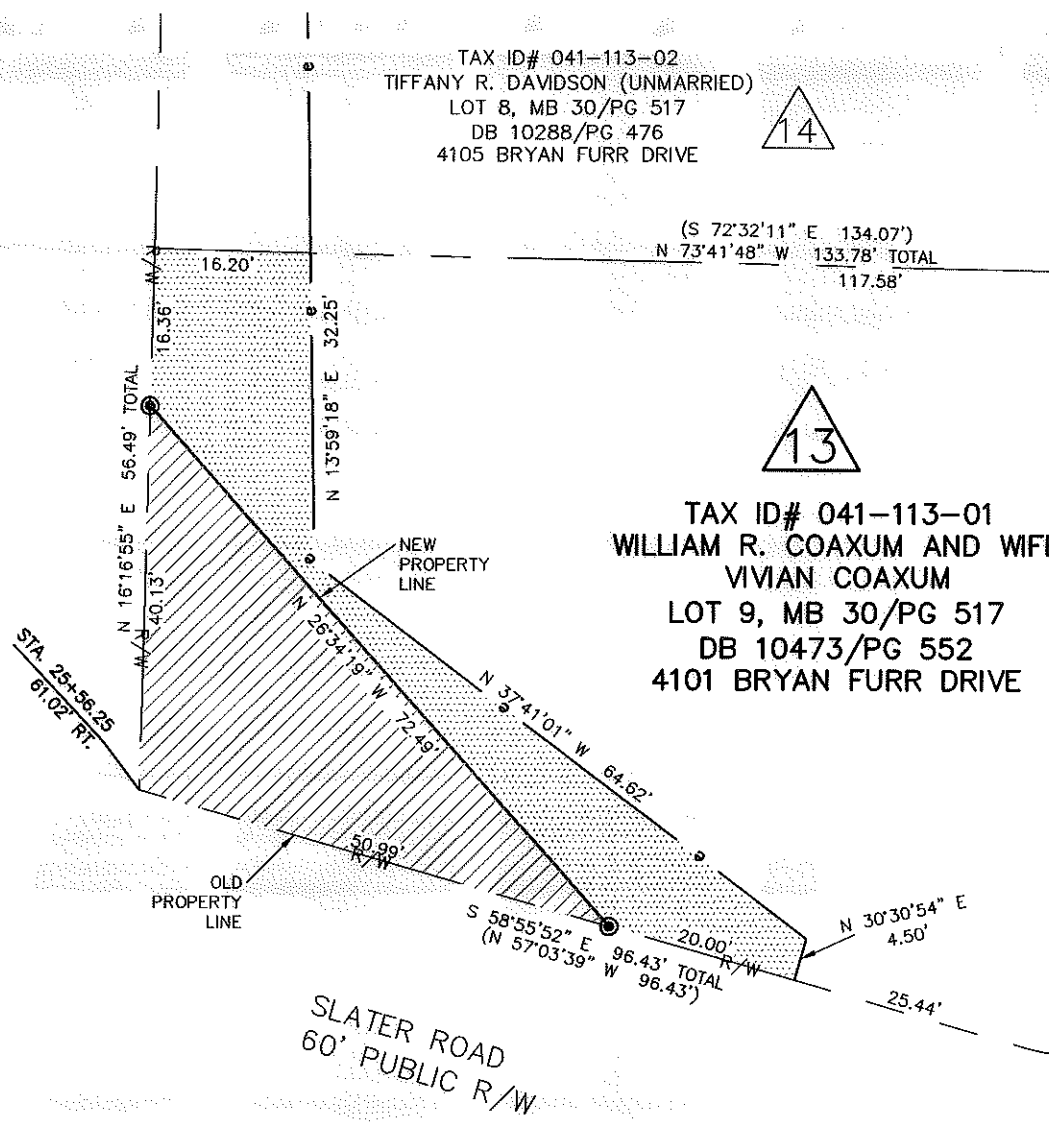 TAX ID# 041-113-02
TIFFANY R. DAVIDSON (UNMARRIED)
LOT 8, MB 30/PG 517
DB 10288/PG 476
4105 BRYAN FURR DRIVE
14
(S 72°32'11" E 134.07')
N 73°41'48" W 133.78' TOTAL
117.58'
R/W
16.20'
16.36'
N 13°59'18" E 32.25'
e
e
e
N 16°16'55" E 56.49' TOTAL
40.13'
R/W
13
TAX ID# 041-113-01
WILLIAM R. COAXUM AND WIFE
VIVIAN COAXUM
LOT 9, MB 30/PG 517
DB 10473/PG 552
4101 BRYAN FURR DRIVE
NEW
PROPERTY
LINE
N 26°34'19" W 72.49'
STA. 25+56.25
61.02' RT.
N 37°41'01" W 64.62'
e
e
50.99'
R/W
OLD
PROPERTY
LINE
S 58°55'52" E 96.43' TOTAL
(N 57°03'39" W 96.43')
20.00'
R/W
N 30°30'54" E
4.50'
25.44'
SLATER ROAD
60' PUBLIC R/W